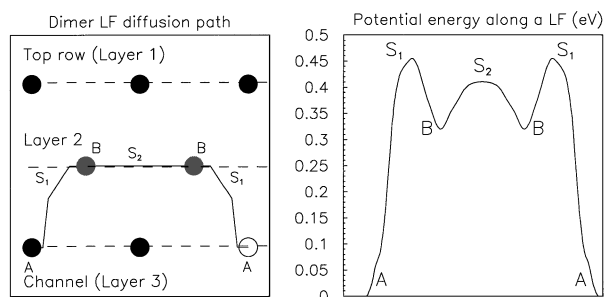 Dimer LF diffusion path
Top row (Layer 1)
Layer 2
B
S₂
B
S₁
S₁
A
A
Channel (Layer 3)
Potential energy along a LF (eV)
0.5
0.45
0.4
0.35
0.3
0.25
0.2
0.15
0.1
0.05
0
S₁
S₂
S₁
B
B
A
A